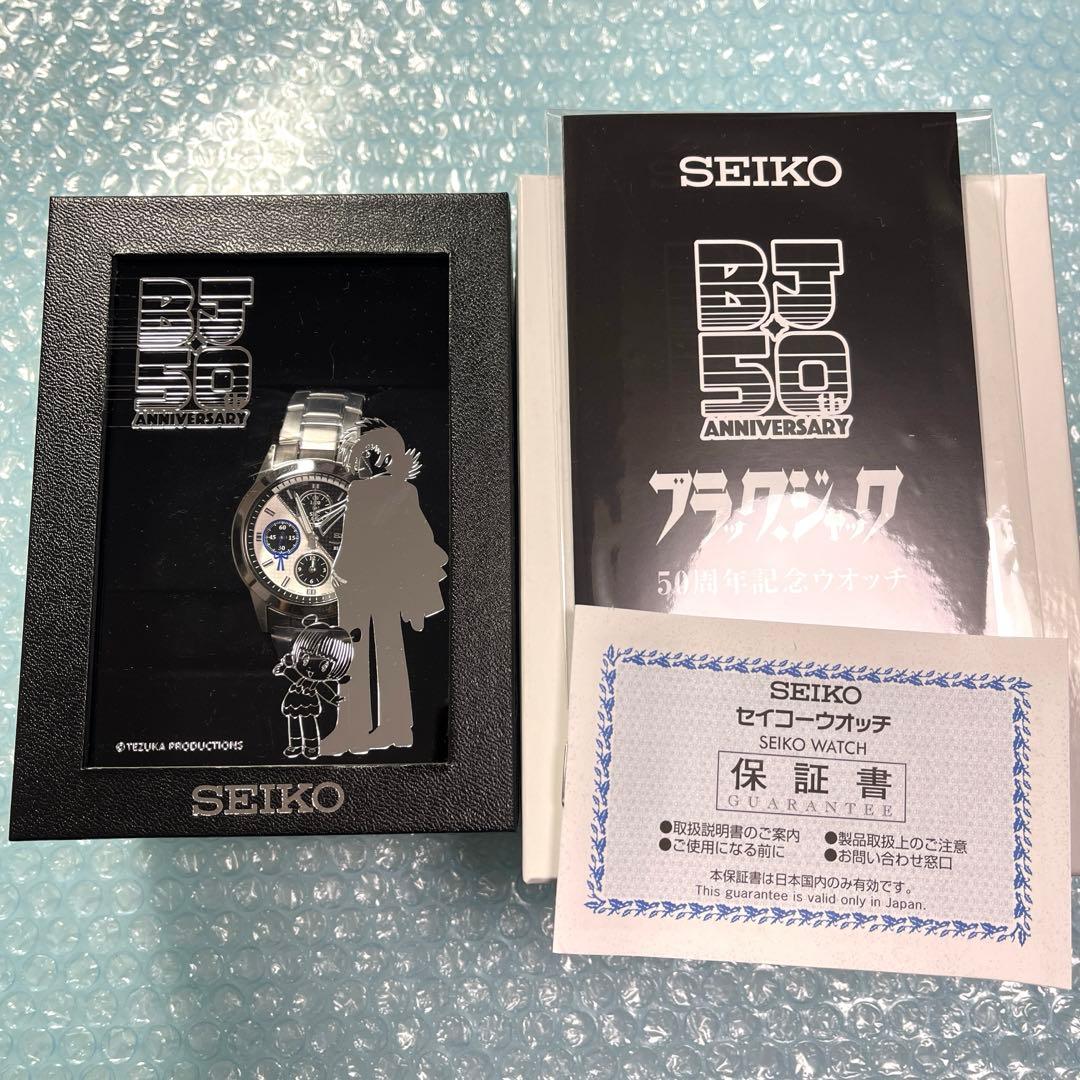 BJ
50th
ANNIVERSARY
60
45
15
30
©TEZUKA PRODUCTIONS
SEIKO
SEIKO
BJ
50th
ANNIVERSARY
ブラック・ジャック
50周年記念ウオッチ
SEIKO
セイコーウオッチ
SEIKO WATCH
保証書
GUARANTEE
●取扱説明書のご案内 ●製品取扱上のご注意
●ご使用になる前に ●お問い合わせ窓口
本保証書は日本国内のみ有効です。
This guarantee is valid only in Japan.